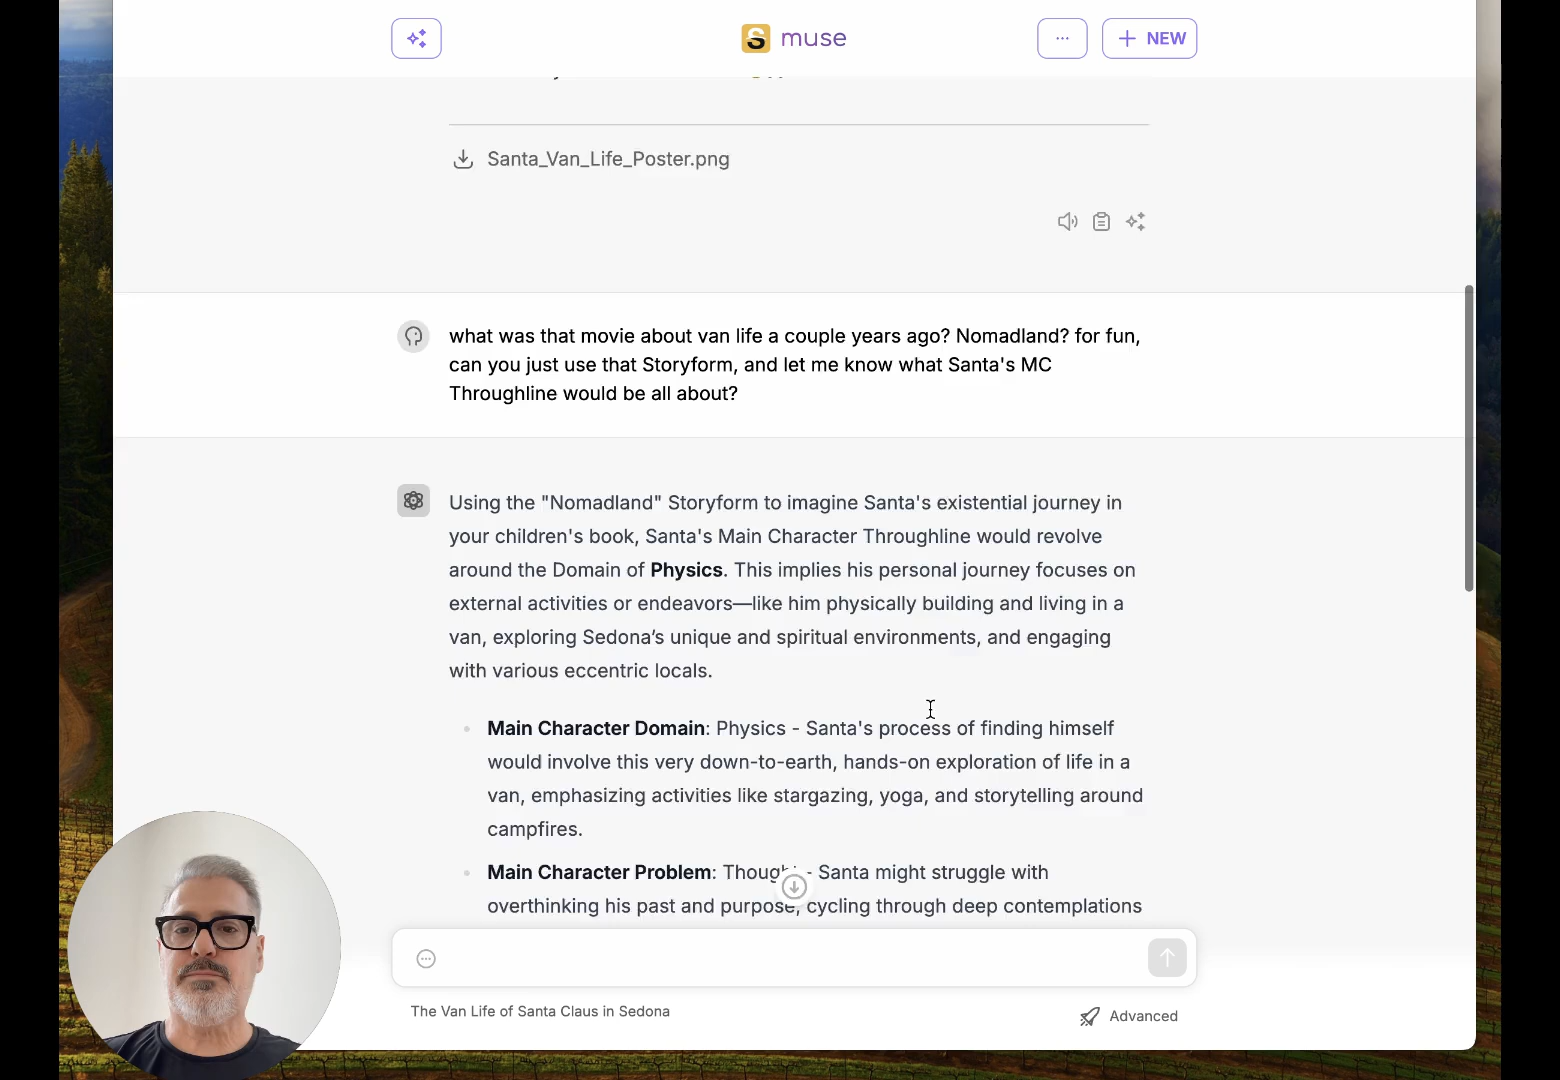 S muse
...
+ NEW
Santa_Van_Life_Poster.png
what was that movie about van life a couple years ago? Nomadland? for fun,
can you just use that Storyform, and let me know what Santa's MC
Throughline would be all about?
Using the "Nomadland" Storyform to imagine Santa's existential journey in
your children's book, Santa's Main Character Throughline would revolve
around the Domain of Physics. This implies his personal journey focuses on
external activities or endeavors—like him physically building and living in a
van, exploring Sedona’s unique and spiritual environments, and engaging
with various eccentric locals.
Main Character Domain: Physics - Santa's process of finding himself
would involve this very down-to-earth, hands-on exploration of life in a
van, emphasizing activities like stargazing, yoga, and storytelling around
campfires.
Main Character Problem: Thought - Santa might struggle with
overthinking his past and purpose, cycling through deep contemplations
The Van Life of Santa Claus in Sedona
Advanced